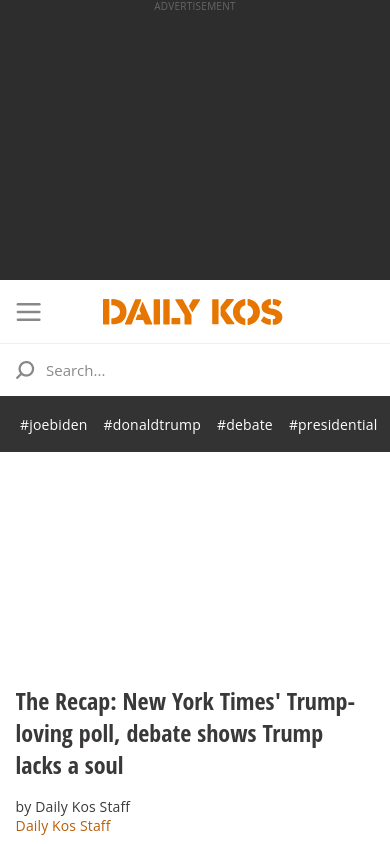 ADVERTISEMENT
DAILY KOS
Search...
#joebiden #donaldtrump #debate #presidential
The Recap: New York Times' Trump-
loving poll, debate shows Trump
lacks a soul
by Daily Kos Staff
Daily Kos Staff